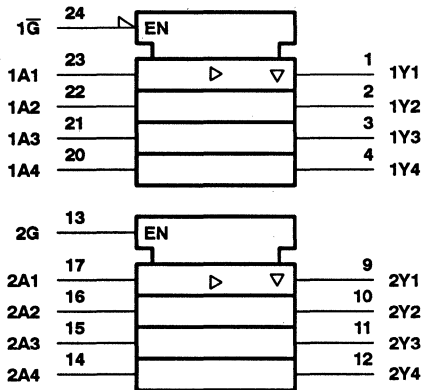 1G̅ 24 EN
1A1 23 1 1Y1
1A2 22 2 1Y2
1A3 21 3 1Y3
1A4 20 4 1Y4
2G 13 EN
2A1 17 9 2Y1
2A2 16 10 2Y2
2A3 15 11 2Y3
2A4 14 12 2Y4